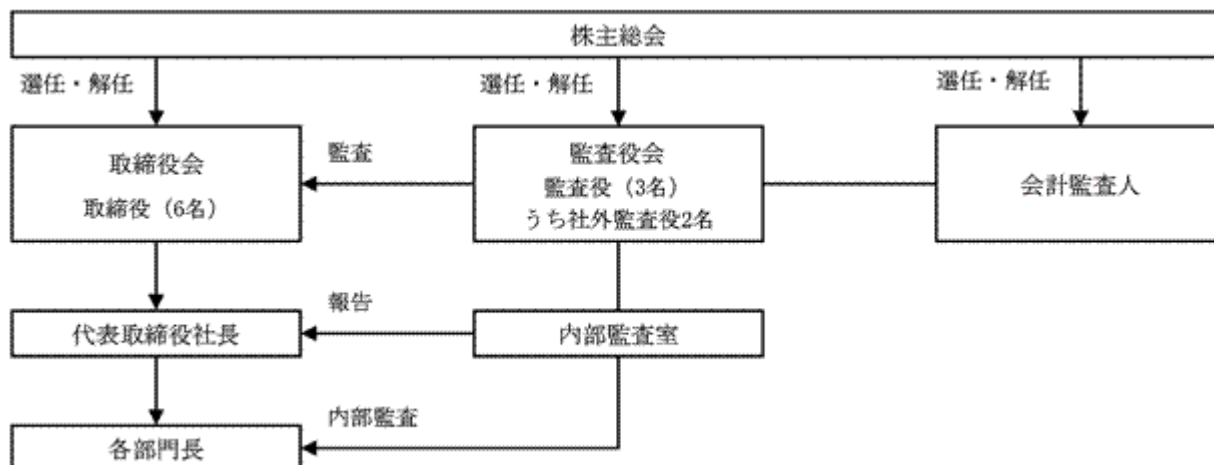 株主総会
選任・解任
選任・解任
選任・解任
取締役会
取締役（6名）
監査
監査役会
監査役（3名）
うち社外監査役2名
会計監査人
代表取締役社長
報告
内部監査室
内部監査
各部門長